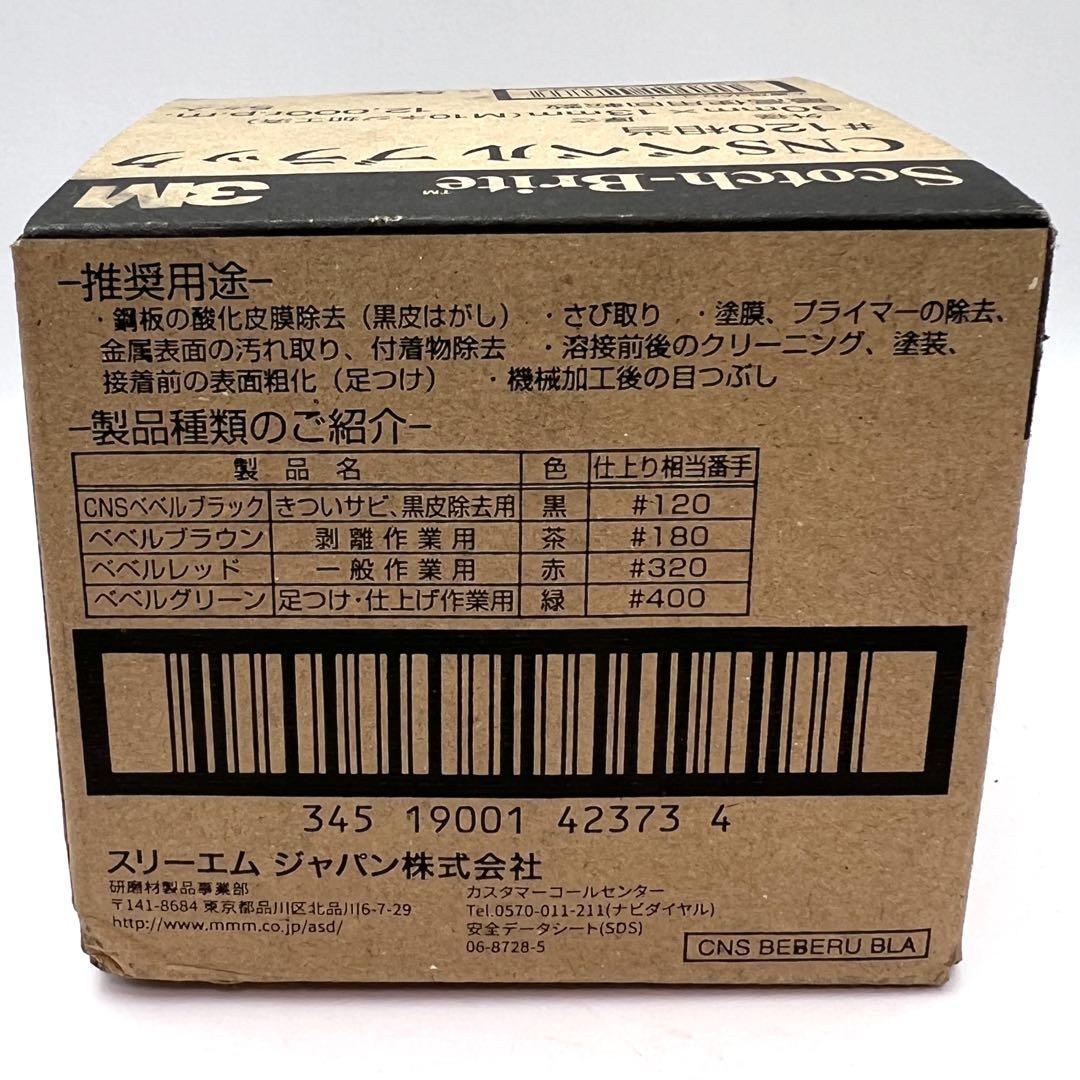 3M Scotch-Brite™
CNSベベル ブラック
#120相当
-推奨用途-
・鋼板の酸化皮膜除去（黒皮はがし） ・さび取り ・塗膜、プライマーの除去、
金属表面の汚れ取り、付着物除去 ・溶接前後のクリーニング、塗装、
接着前の表面粗化（足つけ） ・機械加工後の目つぶし
-製品種類のご紹介-
製品名 色 仕上り相当番手
CNSベベルブラック きついサビ、黒皮除去用 黒 #120
ベベルブラウン 剥離作業用 茶 #180
ベベルレッド 一般作業用 赤 #320
ベベルグリーン 足つけ・仕上げ作業用 緑 #400
345 19001 42373 4
スリーエム ジャパン株式会社
研磨材製品事業部
〒141-8684 東京都品川区北品川6-7-29
http://www.mmm.co.jp/asd/
カスタマーコールセンター
Tel.0570-011-211(ナビダイヤル)
安全データシート(SDS)
06-8728-5
CNS BEBERU BLA